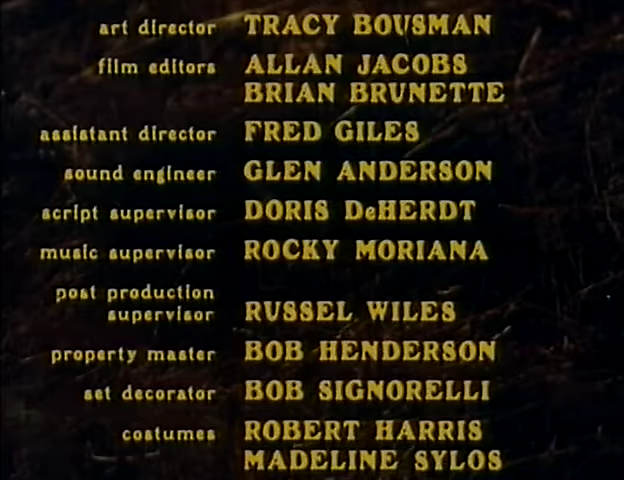 art director TRACY BOUSMAN
film editors ALLAN JACOBS
BRIAN BRUNETTE
assistant director FRED GILES
sound engineer GLEN ANDERSON
script supervisor DORIS DeHERDT
music supervisor ROCKY MORIANA
post production
supervisor RUSSEL WILES
property master BOB HENDERSON
set decorator BOB SIGNORELLI
costumes ROBERT HARRIS
MADELINE SYLOS